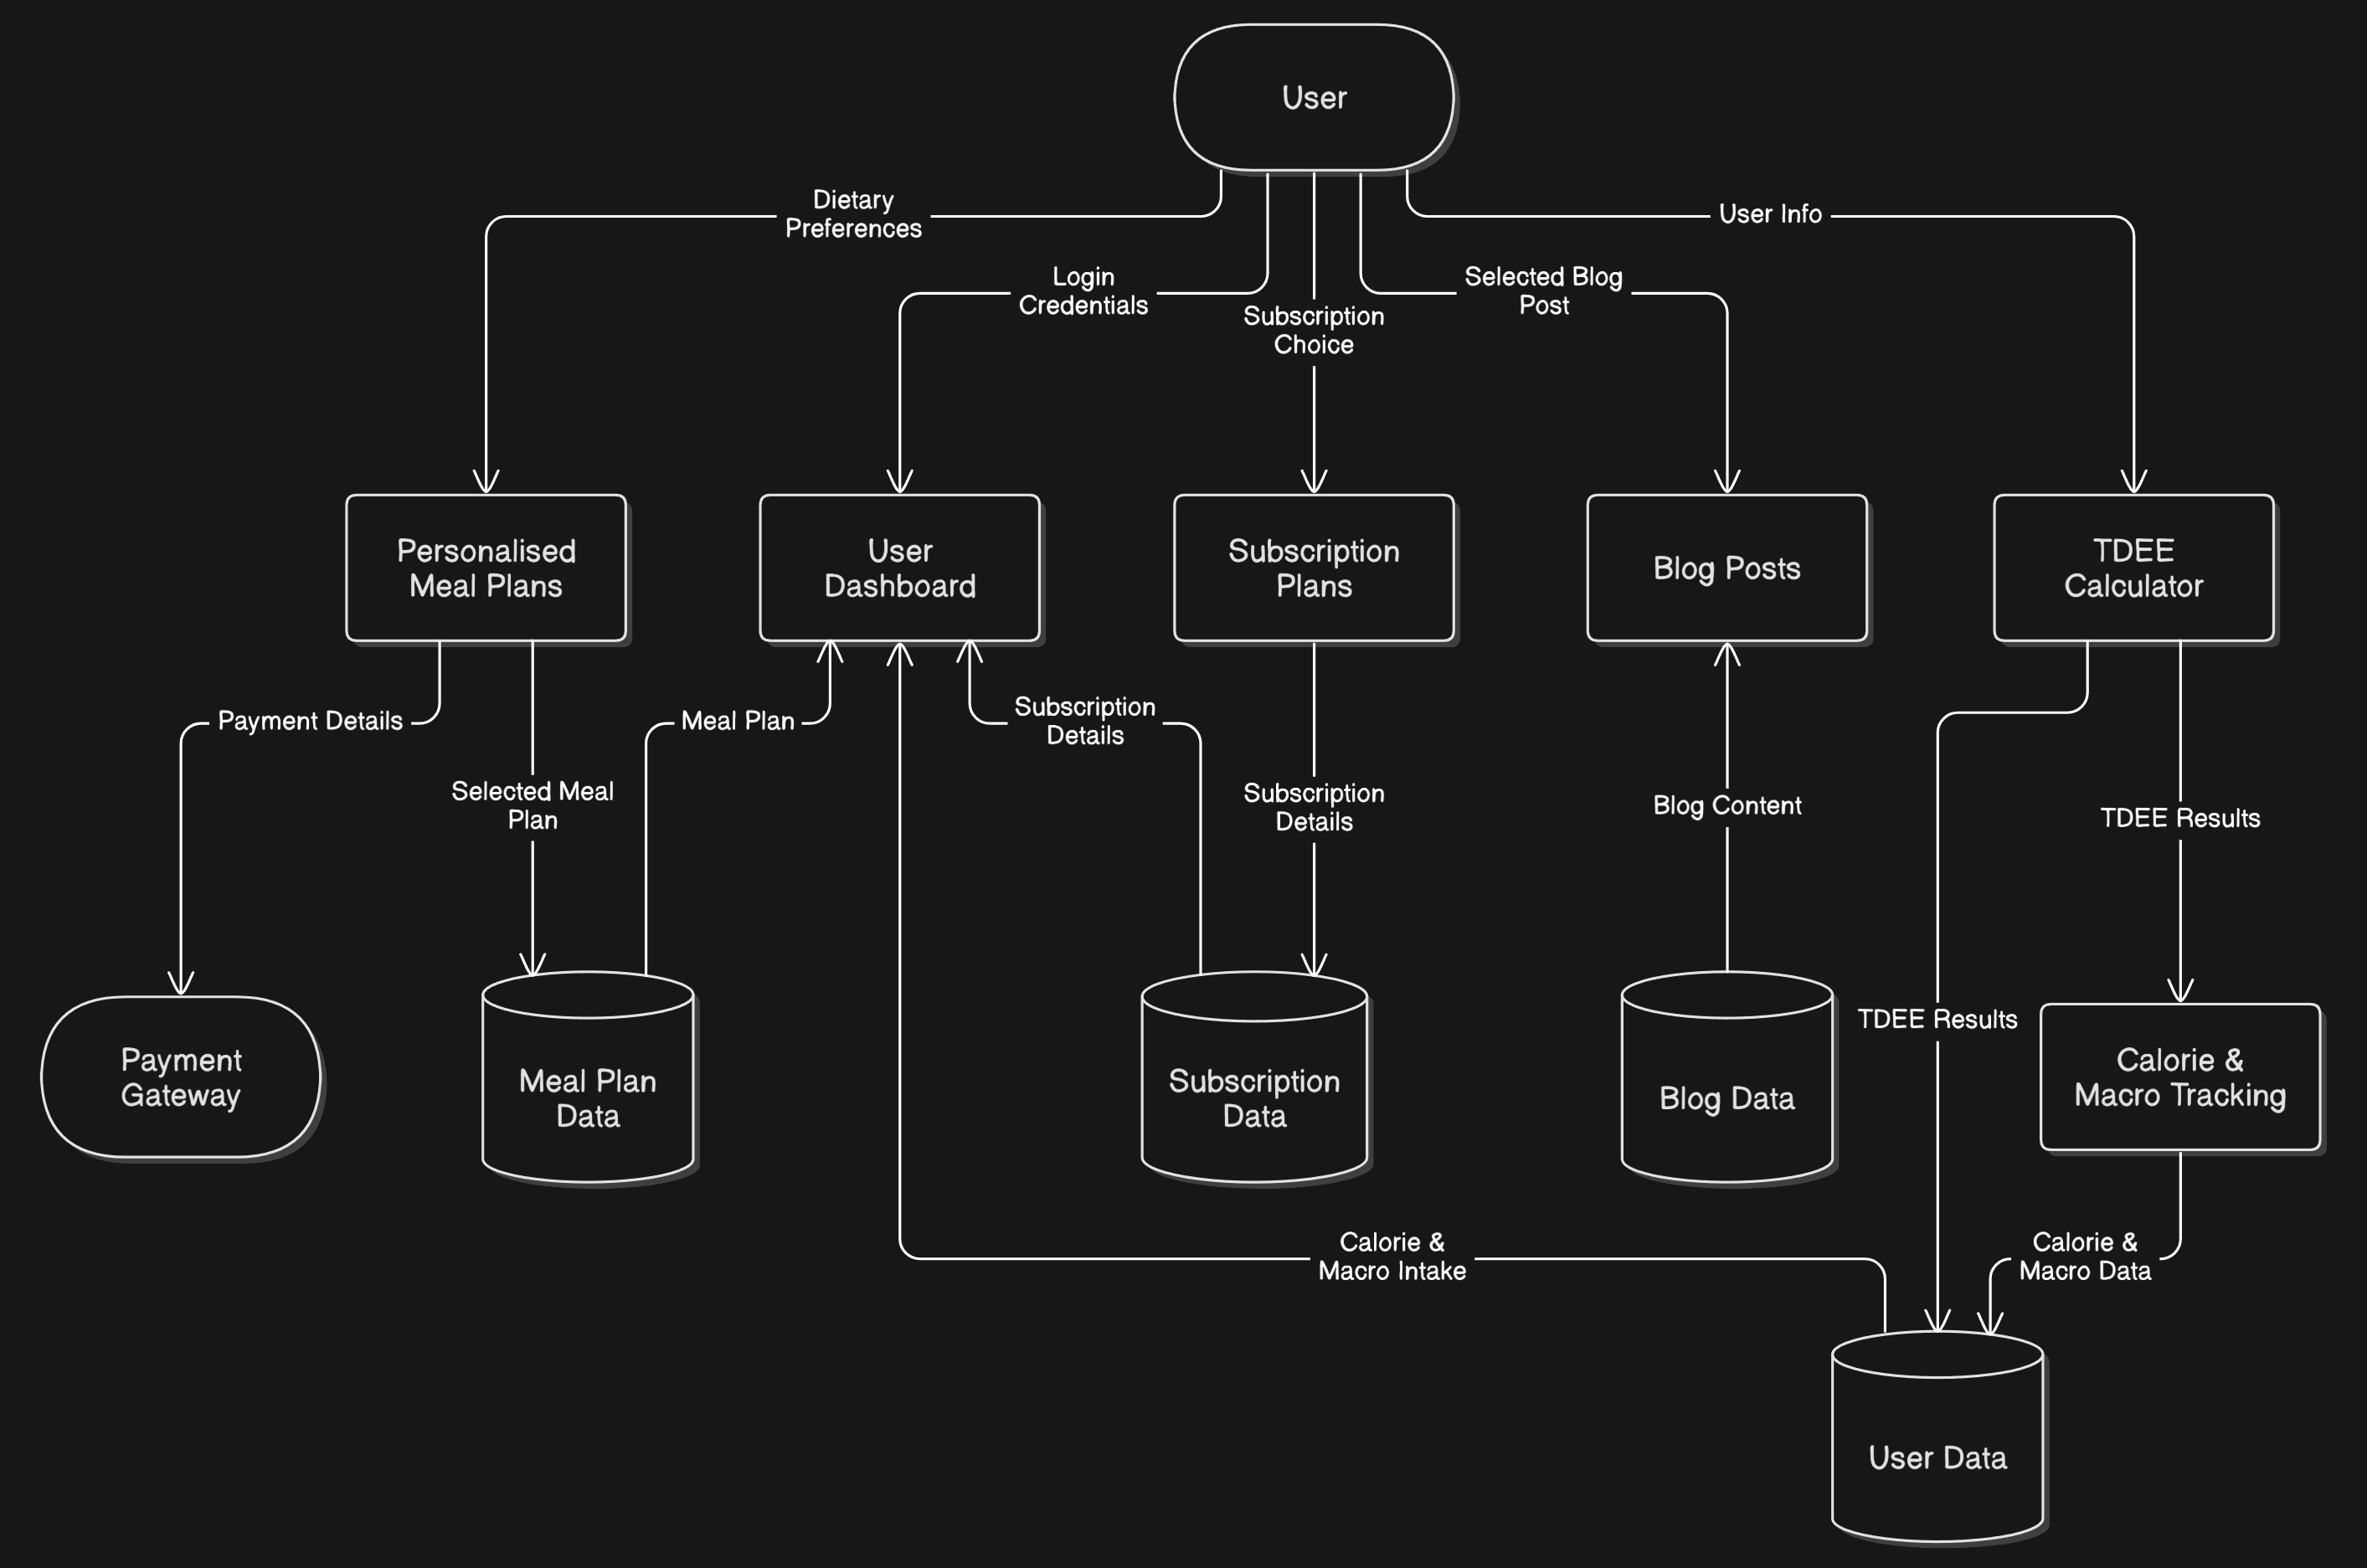 User
Dietary
Preferences
User Info
Login
Credentials
Selected Blog
Post
Subscription
Choice
Personalised
Meal Plans
User
Dashboard
Subscription
Plans
Blog Posts
TDEE
Calculator
Payment Details
Meal Plan
Subscription
Details
Selected Meal
Plan
Subscription
Details
Blog Content
TDEE Results
TDEE Results
Payment
Gateway
Meal Plan
Data
Subscription
Data
Blog Data
Calorie &
Macro Tracking
Calorie &
Macro Intake
Calorie &
Macro Data
User Data